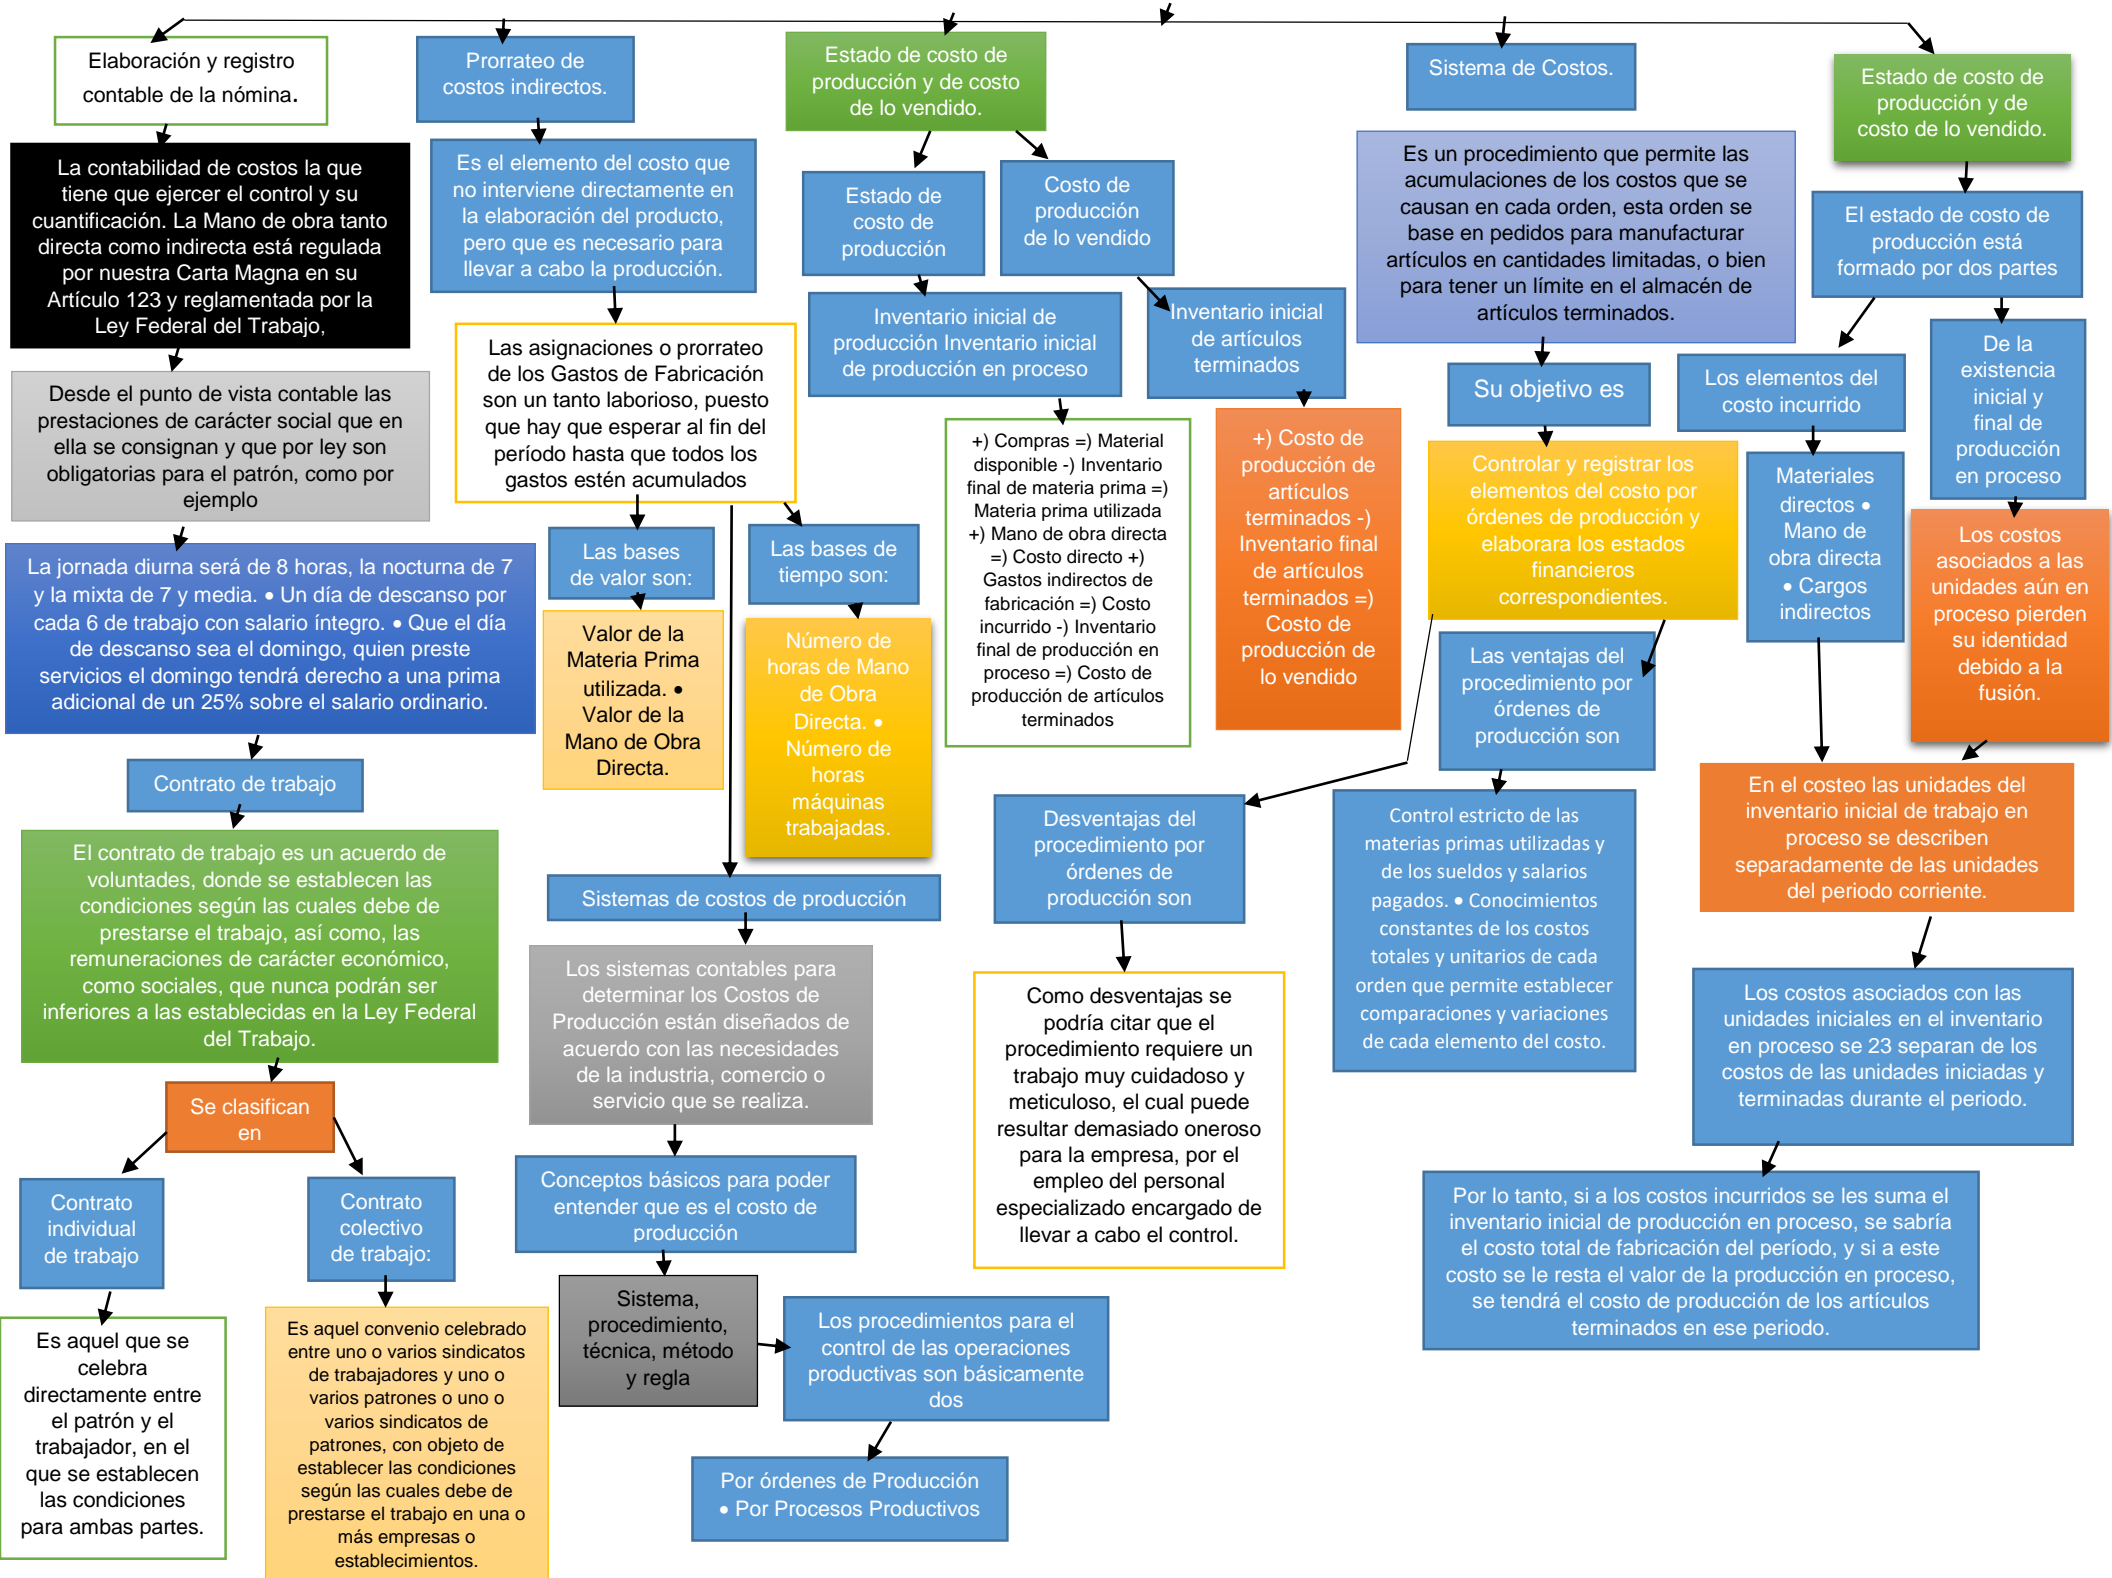 Elaboración y registro
contable de la nómina.
La contabilidad de costos la que
tiene que ejercer el control y su
cuantificación. La Mano de obra tanto
directa como indirecta está regulada
por nuestra Carta Magna en su
Artículo 123 y reglamentada por la
Ley Federal del Trabajo,
Desde el punto de vista contable las
prestaciones de carácter social que en
ella se consignan y que por ley son
obligatorias para el patrón, como por
ejemplo
La jornada diurna será de 8 horas, la nocturna de 7
y la mixta de 7 y media. • Un día de descanso por
cada 6 de trabajo con salario íntegro. • Que el día
de descanso sea el domingo, quien preste
servicios el domingo tendrá derecho a una prima
adicional de un 25% sobre el salario ordinario.
Contrato de trabajo
El contrato de trabajo es un acuerdo de
voluntades, donde se establecen las
condiciones según las cuales debe de
prestarse el trabajo, así como, las
remuneraciones de carácter económico,
como sociales, que nunca podrán ser
inferiores a las establecidas en la Ley Federal
del Trabajo.
Se clasifican
en
Contrato
individual
de trabajo
Es aquel que se
celebra
directamente entre
el patrón y el
trabajador, en el
que se establecen
las condiciones
para ambas partes.
Contrato
colectivo
de trabajo:
Es aquel convenio celebrado
entre uno o varios sindicatos
de trabajadores y uno o
varios patrones o uno o
varios sindicatos de
patrones, con objeto de
establecer las condiciones
según las cuales debe de
prestarse el trabajo en una o
más empresas o
establecimientos.
Prorrateo de
costos indirectos.
Es el elemento del costo que
no interviene directamente en
la elaboración del producto,
pero que es necesario para
llevar a cabo la producción.
Las asignaciones o prorrateo
de los Gastos de Fabricación
son un tanto laborioso, puesto
que hay que esperar al fin del
período hasta que todos los
gastos estén acumulados
Las bases
de valor son:
Valor de la
Materia Prima
utilizada. •
Valor de la
Mano de Obra
Directa.
Las bases de
tiempo son:
Número de
horas de Mano
de Obra
Directa. •
Número de
horas
máquinas
trabajadas.
Sistemas de costos de producción
Los sistemas contables para
determinar los Costos de
Producción están diseñados de
acuerdo con las necesidades
de la industria, comercio o
servicio que se realiza.
Conceptos básicos para poder
entender que es el costo de
producción
Sistema,
procedimiento,
técnica, método
y regla
Los procedimientos para el
control de las operaciones
productivas son básicamente
dos
Por órdenes de Producción
• Por Procesos Productivos
Estado de costo de
producción y de costo
de lo vendido.
Estado de
costo de
producción
Inventario inicial de
producción Inventario inicial
de producción en proceso
+) Compras =) Material
disponible -) Inventario
final de materia prima =)
Materia prima utilizada
+) Mano de obra directa
=) Costo directo +)
Gastos indirectos de
fabricación =) Costo
incurrido -) Inventario
final de producción en
proceso =) Costo de
producción de artículos
terminados
Costo de
producción
de lo vendido
Inventario inicial
de artículos
terminados
+) Costo de
producción de
artículos
terminados -)
Inventario final
de artículos
terminados =)
Costo de
producción de
lo vendido
Sistema de Costos.
Es un procedimiento que permite las
acumulaciones de los costos que se
causan en cada orden, esta orden se
base en pedidos para manufacturar
artículos en cantidades limitadas, o bien
para tener un límite en el almacén de
artículos terminados.
Su objetivo es
Controlar y registrar los
elementos del costo por
órdenes de producción y
elaborara los estados
financieros
correspondientes.
Las ventajas del
procedimiento por
órdenes de
producción son
Control estricto de las
materias primas utilizadas y
de los sueldos y salarios
pagados. • Conocimientos
constantes de los costos
totales y unitarios de cada
orden que permite establecer
comparaciones y variaciones
de cada elemento del costo.
Desventajas del
procedimiento por
órdenes de
producción son
Como desventajas se
podría citar que el
procedimiento requiere un
trabajo muy cuidadoso y
meticuloso, el cual puede
resultar demasiado oneroso
para la empresa, por el
empleo del personal
especializado encargado de
llevar a cabo el control.
Estado de costo de
producción y de
costo de lo vendido.
El estado de costo de
producción está
formado por dos partes
Los elementos del
costo incurrido
Materiales
directos •
Mano de
obra directa
• Cargos
indirectos
De la
existencia
inicial y
final de
producción
en proceso
Los costos
asociados a las
unidades aún en
proceso pierden
su identidad
debido a la
fusión.
En el costeo las unidades del
inventario inicial de trabajo en
proceso se describen
separadamente de las unidades
del periodo corriente.
Los costos asociados con las
unidades iniciales en el inventario
en proceso se 23 separan de los
costos de las unidades iniciadas y
terminadas durante el periodo.
Por lo tanto, si a los costos incurridos se les suma el
inventario inicial de producción en proceso, se sabría
el costo total de fabricación del período, y si a este
costo se le resta el valor de la producción en proceso,
se tendrá el costo de producción de los artículos
terminados en ese periodo.